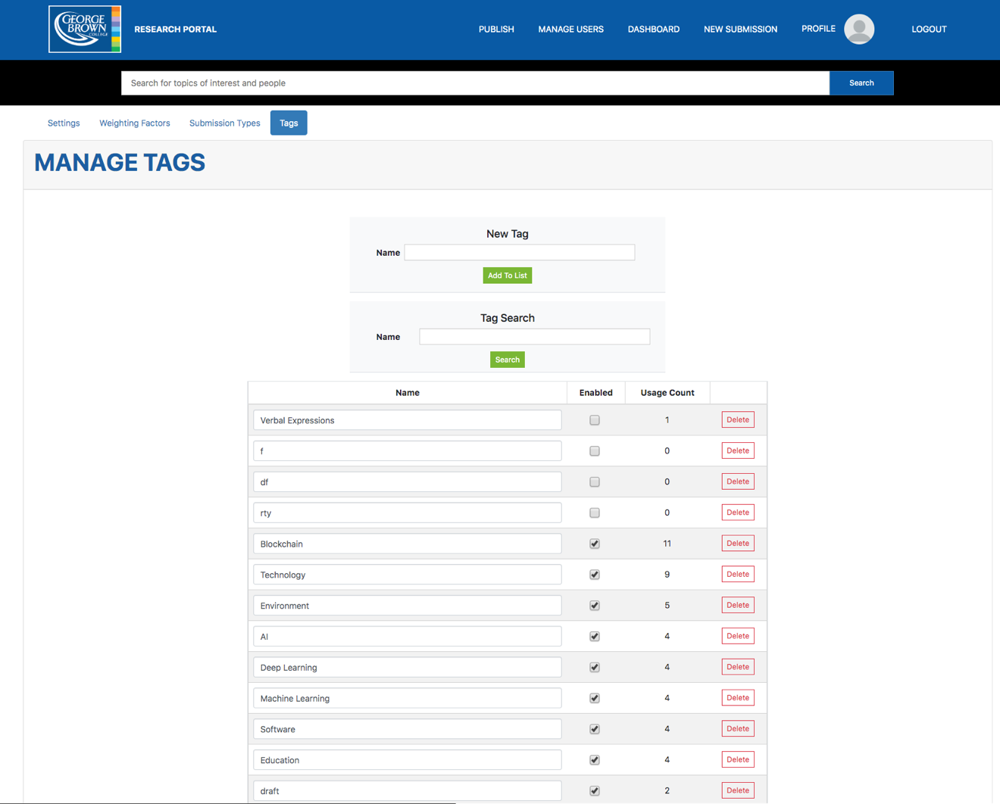 GEORGE
BROWN
COLLEGE
RESEARCH PORTAL
PUBLISH MANAGE USERS DASHBOARD NEW SUBMISSION PROFILE LOGOUT
Search for topics of interest and people Search
Settings Weighting Factors Submission Types Tags
MANAGE TAGS
New Tag
Name
Add To List
Tag Search
Name
Search
Name Enabled Usage Count
Verbal Expressions 1 Delete
f 0 Delete
df 0 Delete
rty 0 Delete
Blockchain 11 Delete
Technology 9 Delete
Environment 5 Delete
AI 4 Delete
Deep Learning 4 Delete
Machine Learning 4 Delete
Software 4 Delete
Education 4 Delete
draft 2 Delete